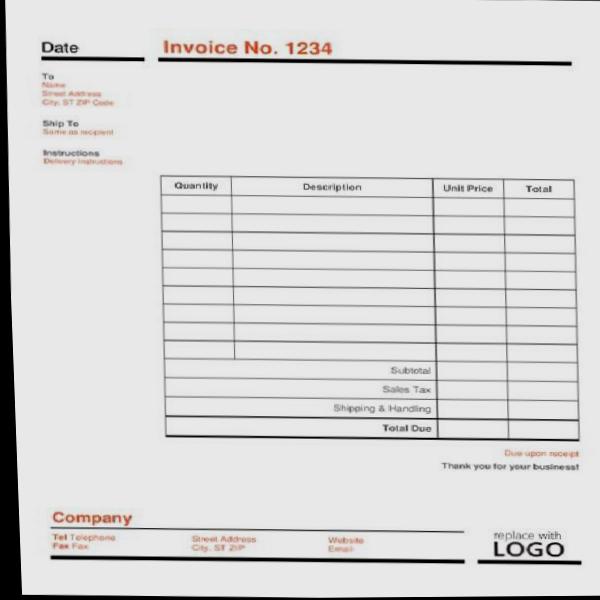 Date
Invoice No. 1234
To
Name
Street Address
City, ST ZIP Code
Ship To
Same as recipient
Instructions
Delivery Instructions
Quantity Description Unit Price Total
Subtotal
Sales Tax
Shipping & Handling
Total Due
Due upon receipt
Thank you for your business!
Company
Tel Telephone Street Address Website
Fax Fax City, ST ZIP Email
replace with
LOGO